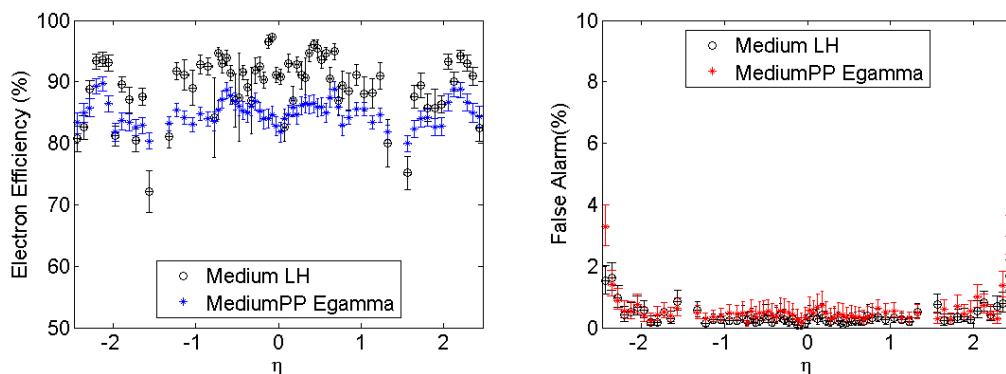 Electron Efficiency (%)
100
90
80
70
60
50
-2 -1 0 1 2
η
Medium LH
MediumPP Egamma
False Alarm(%)
10
8
6
4
2
0
-2 -1 0 1 2
η
Medium LH
MediumPP Egamma